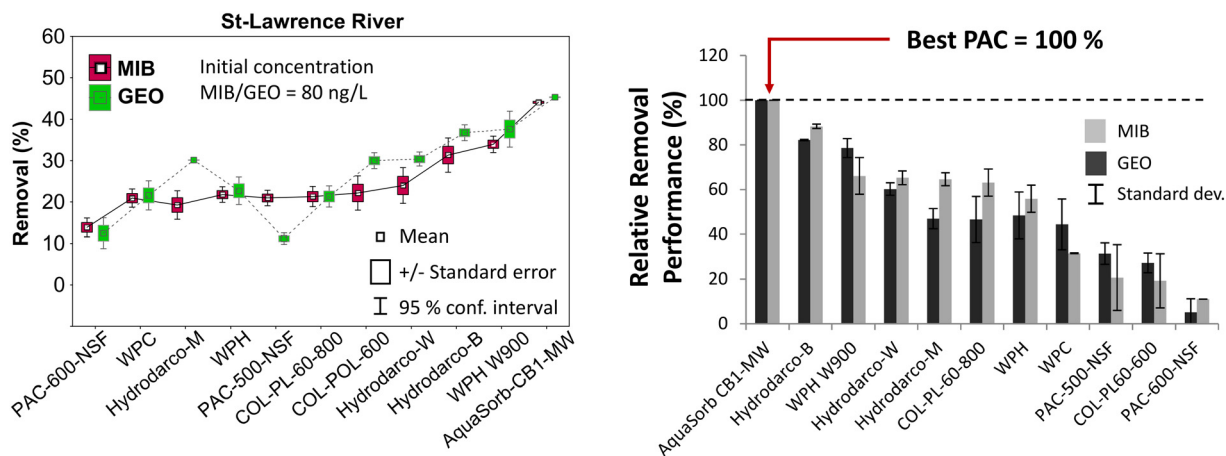 St-Lawrence River
Removal (%)
60
50
40
30
20
10
0
MIB
GEO
Initial concentration
MIB/GEO = 80 ng/L
Mean
+/- Standard error
95 % conf. interval
PAC-600-NSF
WPC
Hydrodarco-M
WPH
PAC-500-NSF
COL-PL-60-800
COL-POL-600
Hydrodarco-W
Hydrodarco-B
WPH W900
AquaSorb-CB1-MW
Best PAC = 100 %
Relative Removal
Performance (%)
120
100
80
60
40
20
0
MIB
GEO
Standard dev.
AquaSorb CB1-MW
Hydrodarco-B
WPH W900
Hydrodarco-W
Hydrodarco-M
COL-PL-60-800
WPH
WPC
PAC-500-NSF
COL-PL60-600
PAC-600-NSF